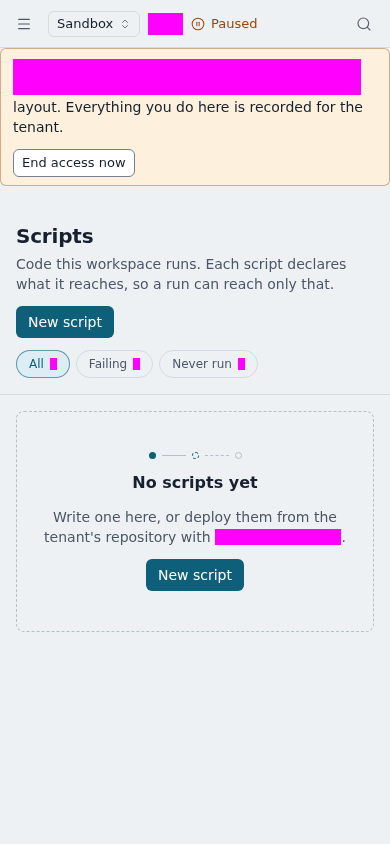 Sandbox
Paused
layout. Everything you do here is recorded for the
tenant.
End access now
Scripts
Code this workspace runs. Each script declares
what it reaches, so a run can reach only that.
New script
All
Failing
Never run
No scripts yet
Write one here, or deploy them from the
tenant's repository with .
New script